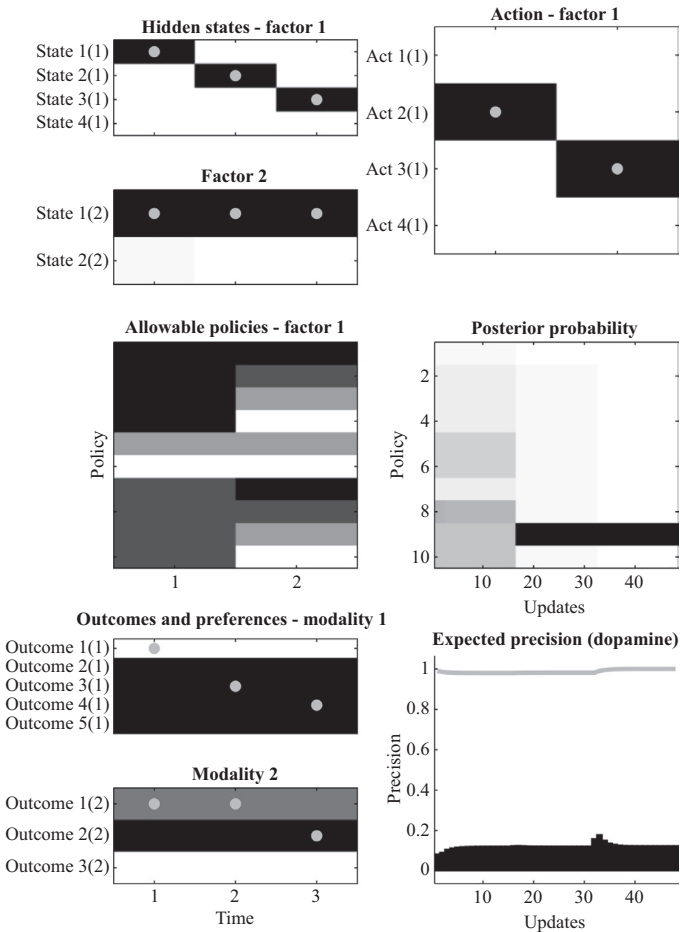 Hidden states - factor 1
State 1(1)
State 2(1)
State 3(1)
State 4(1)
Factor 2
State 1(2)
State 2(2)
Action - factor 1
Act 1(1)
Act 2(1)
Act 3(1)
Act 4(1)
Allowable policies - factor 1
Policy
1
2
Posterior probability
Policy
2
4
6
8
10
10
20
30
40
Updates
Outcomes and preferences - modality 1
Outcome 1(1)
Outcome 2(1)
Outcome 3(1)
Outcome 4(1)
Outcome 5(1)
Modality 2
Outcome 1(2)
Outcome 2(2)
Outcome 3(2)
1
2
3
Time
Expected precision (dopamine)
Precision
1
0.8
0.6
0.4
0.2
0
10
20
30
40
Updates